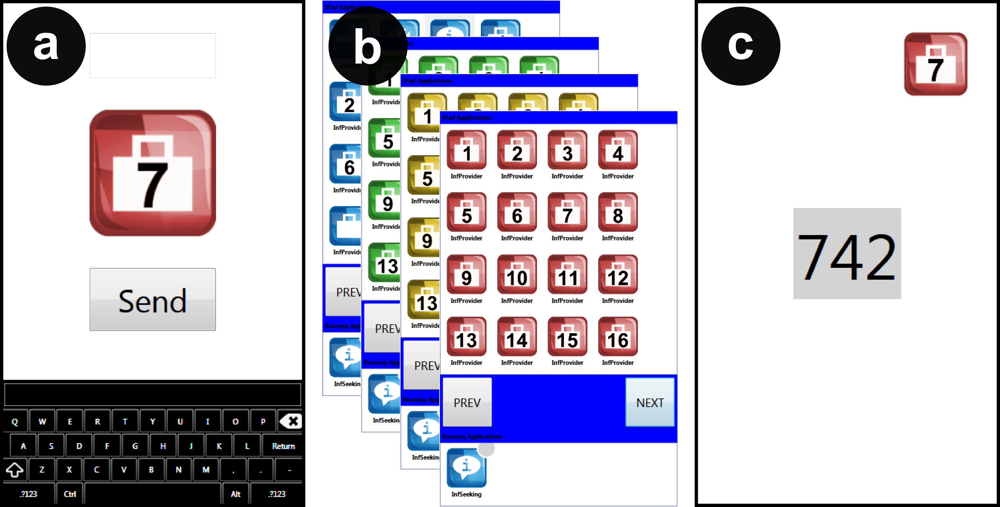 a
7
Send
Q W E R T Y U I O P
A S D F G H J K L Return
Z X C V B N M , . -
.?123 Ctrl Alt .?123
b
tPad Applications
Viewer
2
InfProvide
6
InfProvide
InfProvide
PREV
Running App
InfSeekin
ns
1
InfProvide
5
InfProvide
9
InfProvide
13
InfProvide
PREV
Running App
InfSeekin
tPad Applications
1
InfProvide
5
InfProvide
9
InfProvide
13
InfProvide
PREV
Running App
InfSeekin
tPad Applications
1 2 3 4
InfProvider InfProvider InfProvider InfProvider
5 6 7 8
InfProvider InfProvider InfProvider InfProvider
9 10 11 12
InfProvider InfProvider InfProvider InfProvider
13 14 15 16
InfProvider InfProvider InfProvider InfProvider
PREV NEXT
Running Applications
InfSeeking
c
7
742